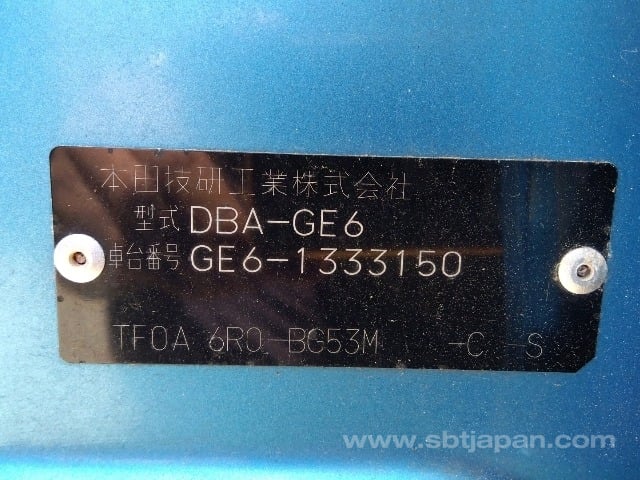 本田技研工業株式会社
型式 DBA-GE6
車台番号 GE6-1333150
TF0A 6R0-BG53M -C -S
www.sbtjapan.com